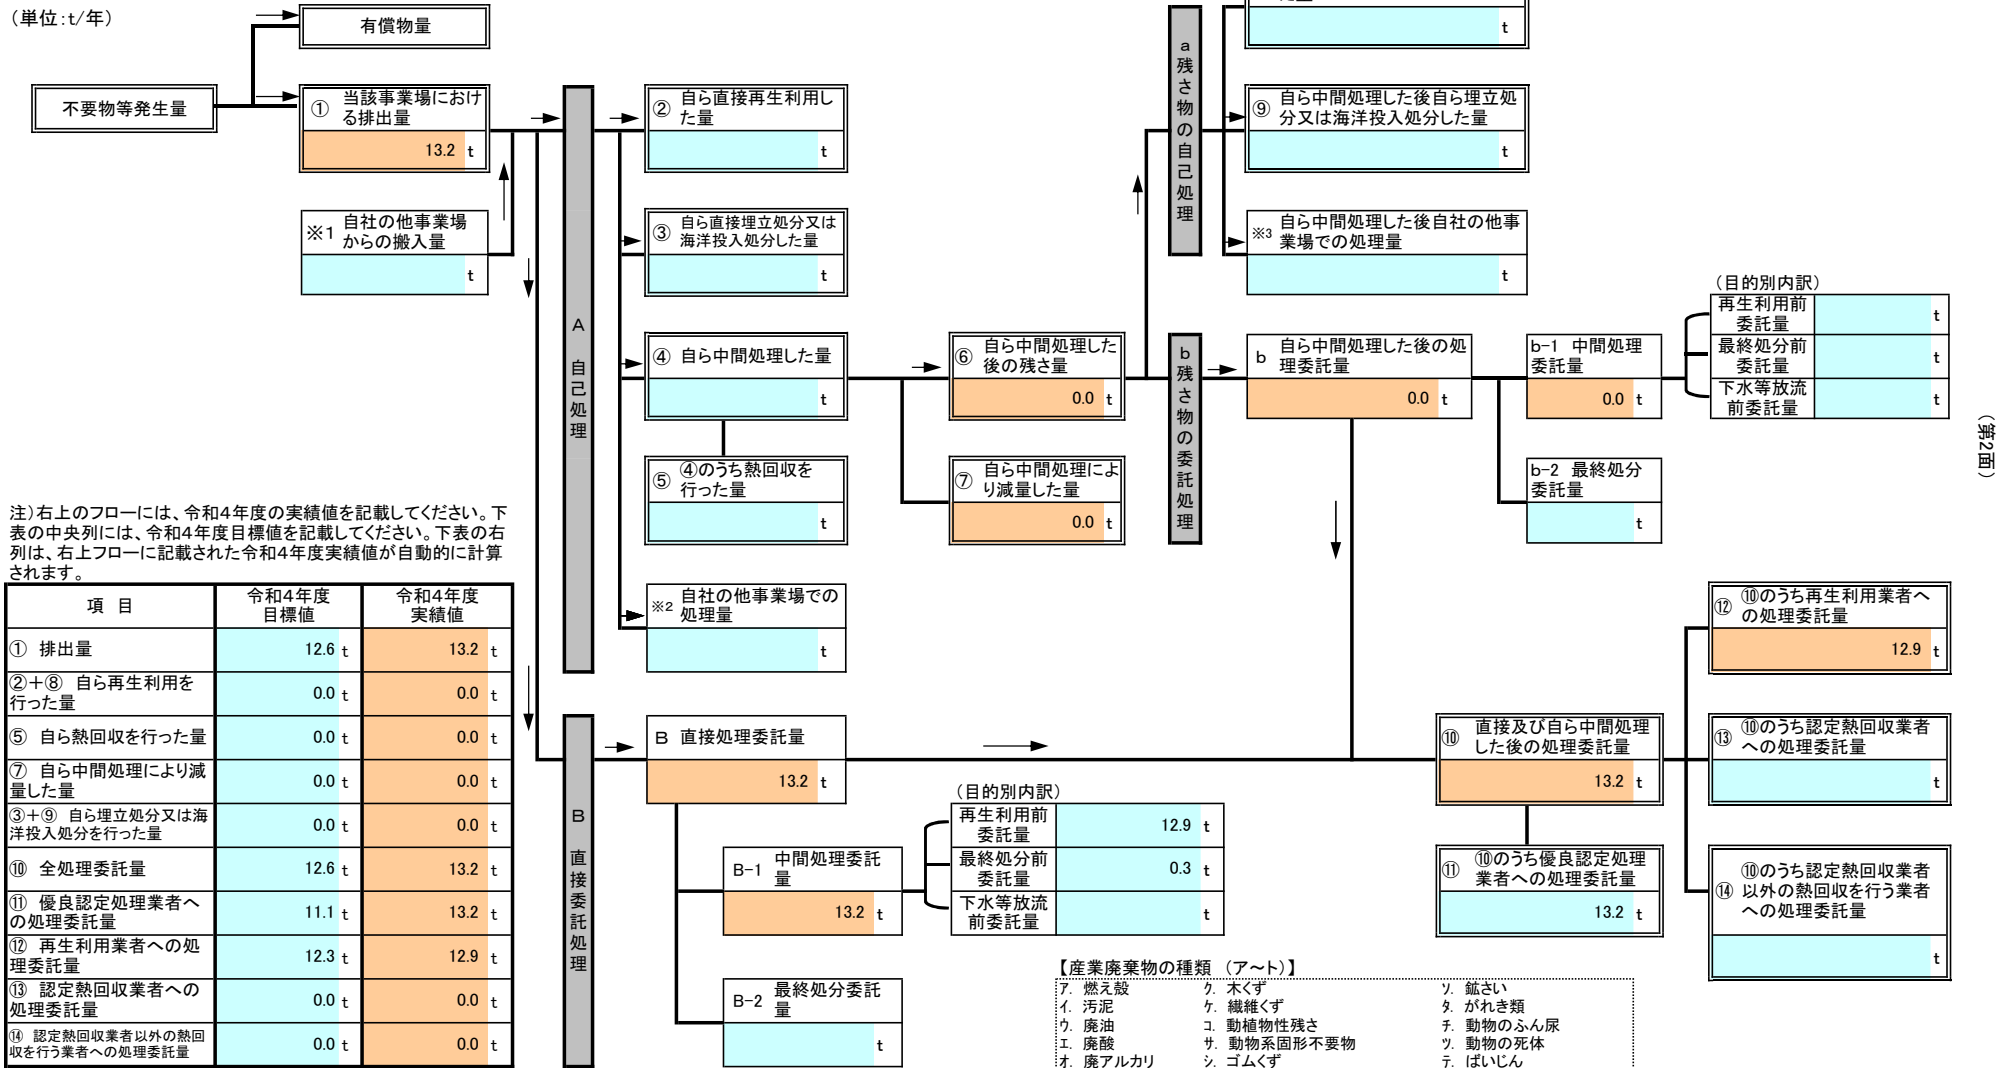 (単位:t/年)
有償物量
不要物等発生量
① 当該事業場におけ
る排出量
13.2 t
※1 自社の他事業場
からの搬入量
t
A 自己処理
② 自ら直接再生利用し
た量
t
③ 自ら直接埋立処分又は
海洋投入処分した量
t
④ 自ら中間処理した量
t
⑤ ④のうち熱回収を
行った量
t
※2 自社の他事業場での
処理量
t
⑥ 自ら中間処理した
後の残さ量
0.0 t
⑦ 自ら中間処理によ
り減量した量
0.0 t
a 残さ物の自己処理
t
⑨ 自ら中間処理した後自ら埋立処
分又は海洋投入処分した量
t
※3 自ら中間処理した後自社の他事
業場での処理量
t
b 残さ物の委託処理
b 自ら中間処理した後の処
理委託量
0.0 t
b-1 中間処理
委託量
0.0 t
b-2 最終処分
委託量
t
(目的別内訳)
再生利用前
委託量
t
最終処分前
委託量
t
下水等放流
前委託量
t
(第2面)
注)右上のフローには、令和4年度の実績値を記載してください。下
表の中央列には、令和4年度目標値を記載してください。下表の右
列は、右上フローに記載された令和4年度実績値が自動的に計算
されます。
項 目 令和4年度 令和4年度
目標値 実績値
① 排出量 12.6 t 13.2 t
②+⑧ 自ら再生利用を
行った量 0.0 t 0.0 t
⑤ 自ら熱回収を行った量 0.0 t 0.0 t
⑦ 自ら中間処理により減
量した量 0.0 t 0.0 t
③+⑨ 自ら埋立処分又は海
洋投入処分を行った量 0.0 t 0.0 t
⑩ 全処理委託量 12.6 t 13.2 t
⑪ 優良認定処理業者へ
の処理委託量 11.1 t 13.2 t
⑫ 再生利用業者への処
理委託量 12.3 t 12.9 t
⑬ 認定熱回収業者への
処理委託量 0.0 t 0.0 t
⑭ 認定熱回収業者以外の熱回
収を行う業者への処理委託量 0.0 t 0.0 t
B 直接委託処理
B 直接処理委託量
13.2 t
B-1 中間処理委託
量
13.2 t
B-2 最終処分委託
量
t
(目的別内訳)
再生利用前
委託量
12.9 t
最終処分前
委託量
0.3 t
下水等放流
前委託量
t
⑩ 直接及び自ら中間処理
した後の処理委託量
13.2 t
⑪ ⑩のうち優良認定処理
業者への処理委託量
13.2 t
⑫ ⑩のうち再生利用業者へ
の処理委託量
12.9 t
⑬ ⑩のうち認定熱回収業者
への処理委託量
t
⑭ ⑩のうち認定熱回収業者
以外の熱回収を行う業者
への処理委託量
t
【産業廃棄物の種類 (ア~ト)】
ア. 燃え殻 ク. 木くず ソ. 鉱さい
イ. 汚泥 ケ. 繊維くず タ. がれき類
ウ. 廃油 コ. 動植物性残さ チ. 動物のふん尿
エ. 廃酸 サ. 動物系固形不要物 ツ. 動物の死体
オ. 廃アルカリ シ. ゴムくず テ. ばいじん